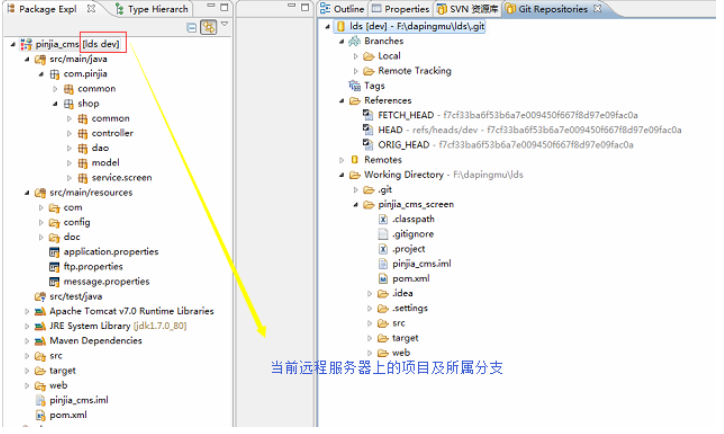 Package Expl
Type Hierarch
pinjia_cms [lds dev]
src/main/java
com.pinjia
common
shop
common
controller
dao
model
service.screen
src/main/resources
com
config
doc
application.properties
ftp.properties
message.properties
src/test/java
Apache Tomcat v7.0 Runtime Libraries
JRE System Library [jdk1.7.0_80]
Maven Dependencies
src
target
web
pinjia_cms.iml
pom.xml
Outline
Properties
SVN 资源库
Git Repositories
lds [dev] - F:\dapingmu\lds\.git
Branches
Local
Remote Tracking
Tags
References
FETCH_HEAD - f7cf33ba6f53b6a7e009450f667f8d97e09fac0a
HEAD - refs/heads/dev - f7cf33ba6f53b6a7e009450f667f8d97e09fac0a
ORIG_HEAD - f7cf33ba6f53b6a7e009450f667f8d97e09fac0a
Remotes
Working Directory - F:\dapingmu\lds
.git
pinjia_cms_screen
.classpath
.gitignore
.project
pinjia_cms.iml
pom.xml
.idea
.settings
src
target
web
当前远程服务器上的项目及所属分支